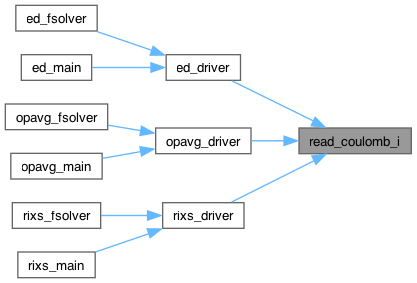 ed_fsolver
ed_main
ed_driver
opavg_fsolver
opavg_main
opavg_driver
read_coulomb_i
rixs_fsolver
rixs_main
rixs_driver